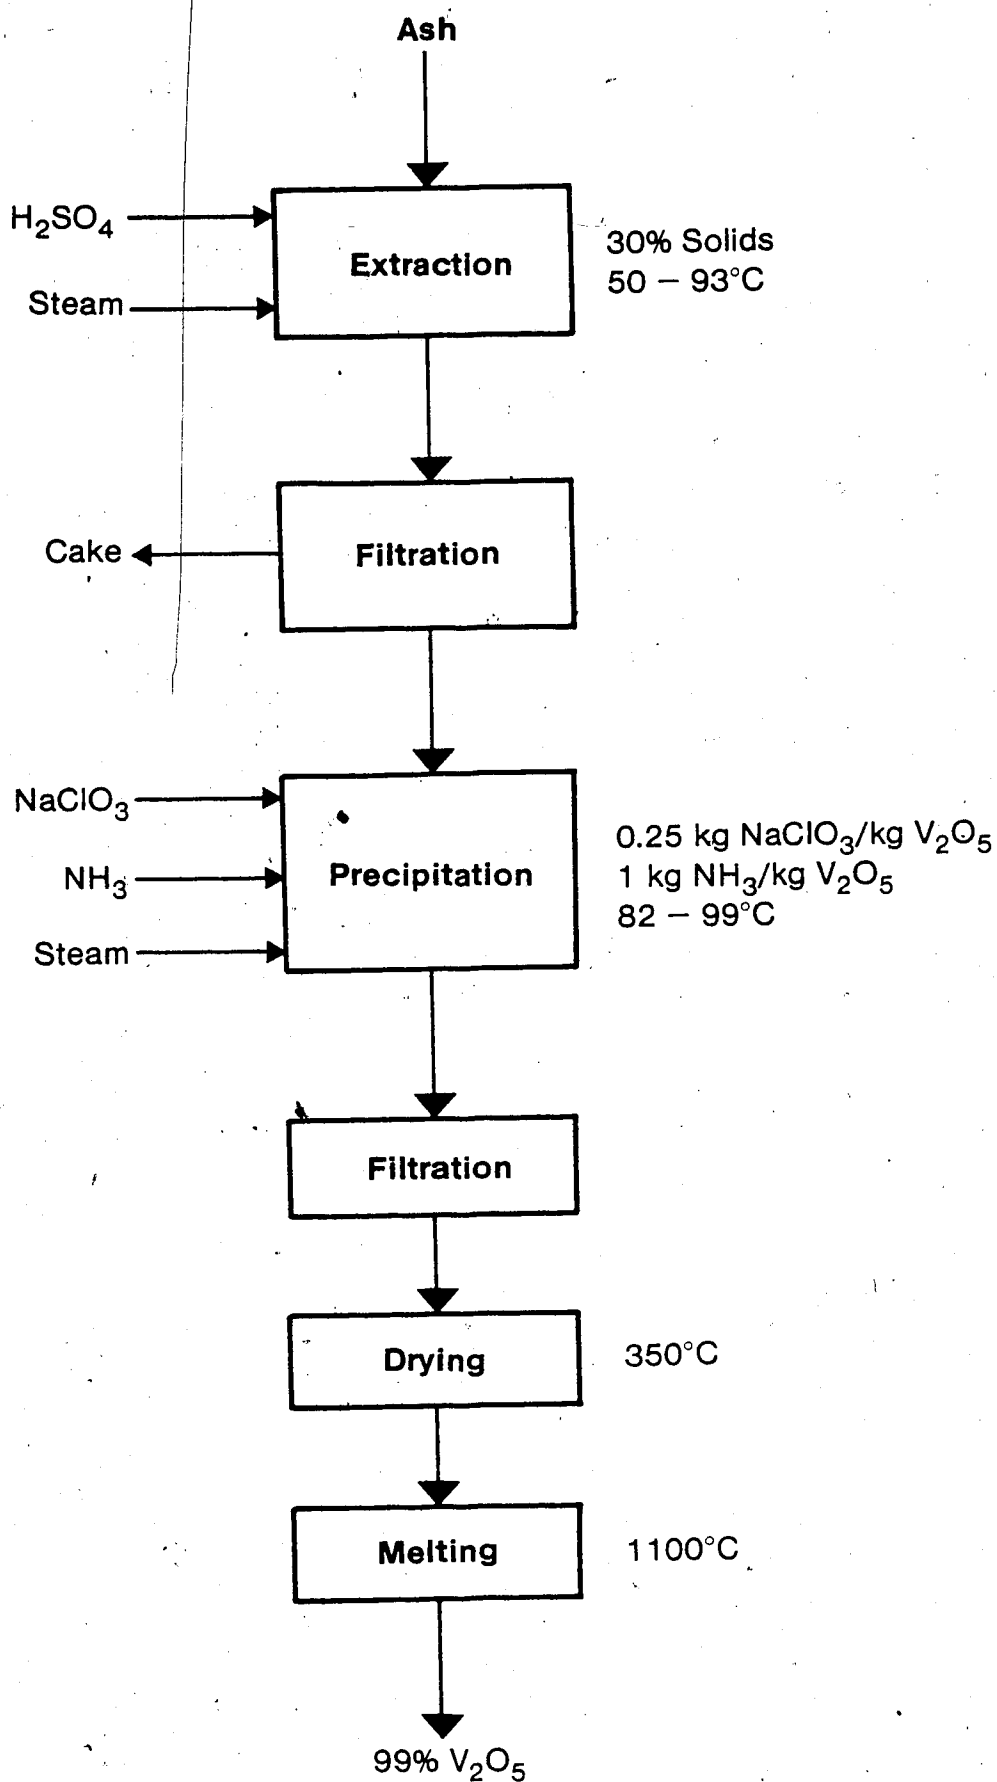 Ash
H₂SO₄
Steam
Extraction
30% Solids
50 – 93°C
Cake
Filtration
NaClO₃
NH₃
Steam
Precipitation
0.25 kg NaClO₃/kg V₂O₅
1 kg NH₃/kg V₂O₅
82 – 99°C
Filtration
Drying
350°C
Melting
1100°C
99% V₂O₅